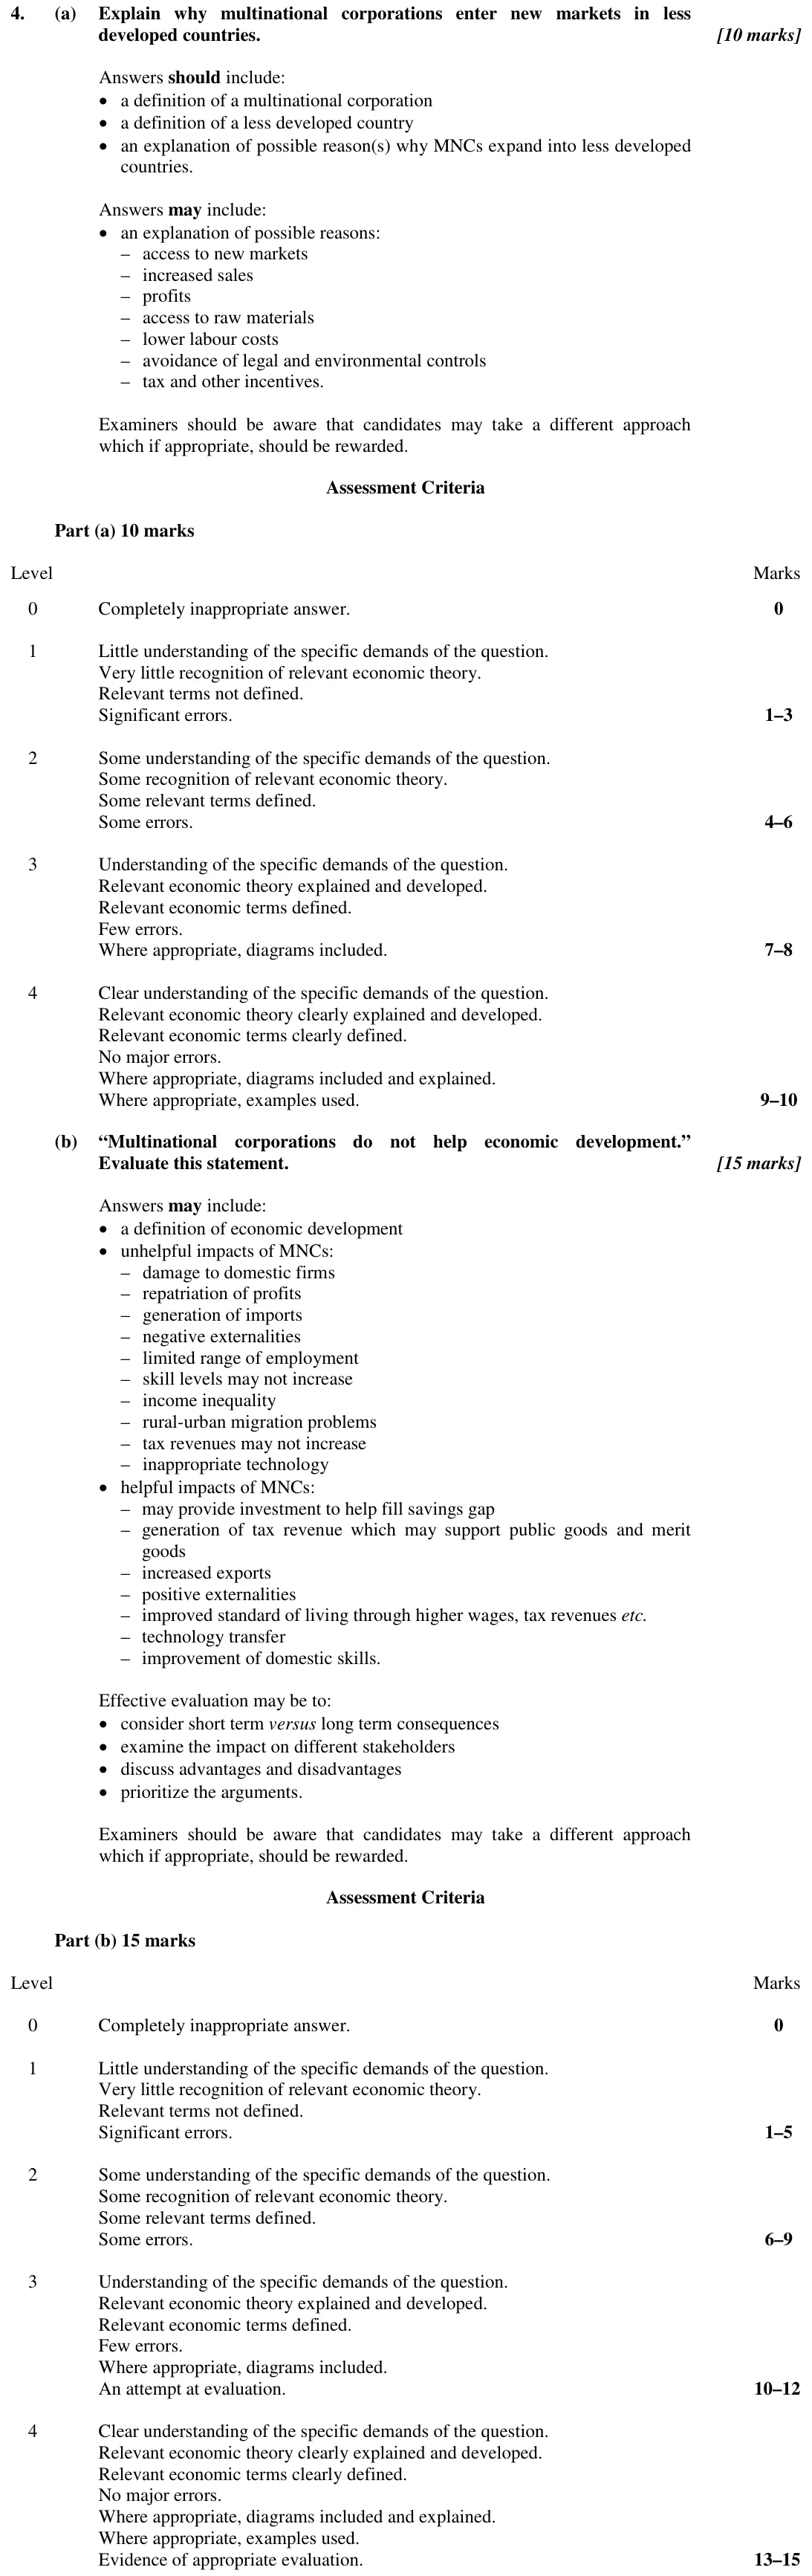 4. (a) Explain why multinational corporations enter new markets in less
developed countries. [10 marks]
Answers should include:
• a definition of a multinational corporation
• a definition of a less developed country
• an explanation of possible reason(s) why MNCs expand into less developed
countries.
Answers may include:
• an explanation of possible reasons:
– access to new markets
– increased sales
– profits
– access to raw materials
– lower labour costs
– avoidance of legal and environmental controls
– tax and other incentives.
Examiners should be aware that candidates may take a different approach
which if appropriate, should be rewarded.
Assessment Criteria
Part (a) 10 marks
Level Marks
0 Completely inappropriate answer. 0
1 Little understanding of the specific demands of the question.
Very little recognition of relevant economic theory.
Relevant terms not defined.
Significant errors. 1–3
2 Some understanding of the specific demands of the question.
Some recognition of relevant economic theory.
Some relevant terms defined.
Some errors. 4–6
3 Understanding of the specific demands of the question.
Relevant economic theory explained and developed.
Relevant economic terms defined.
Few errors.
Where appropriate, diagrams included. 7–8
4 Clear understanding of the specific demands of the question.
Relevant economic theory clearly explained and developed.
Relevant economic terms clearly defined.
No major errors.
Where appropriate, diagrams included and explained.
Where appropriate, examples used. 9–10
(b) “Multinational corporations do not help economic development.”
Evaluate this statement. [15 marks]
Answers may include:
• a definition of economic development
• unhelpful impacts of MNCs:
– damage to domestic firms
– repatriation of profits
– generation of imports
– negative externalities
– limited range of employment
– skill levels may not increase
– income inequality
– rural-urban migration problems
– tax revenues may not increase
– inappropriate technology
• helpful impacts of MNCs:
– may provide investment to help fill savings gap
– generation of tax revenue which may support public goods and merit
goods
– increased exports
– positive externalities
– improved standard of living through higher wages, tax revenues etc.
– technology transfer
– improvement of domestic skills.
Effective evaluation may be to:
• consider short term versus long term consequences
• examine the impact on different stakeholders
• discuss advantages and disadvantages
• prioritize the arguments.
Examiners should be aware that candidates may take a different approach
which if appropriate, should be rewarded.
Assessment Criteria
Part (b) 15 marks
Level Marks
0 Completely inappropriate answer. 0
1 Little understanding of the specific demands of the question.
Very little recognition of relevant economic theory.
Relevant terms not defined.
Significant errors. 1–5
2 Some understanding of the specific demands of the question.
Some recognition of relevant economic theory.
Some relevant terms defined.
Some errors. 6–9
3 Understanding of the specific demands of the question.
Relevant economic theory explained and developed.
Relevant economic terms defined.
Few errors.
Where appropriate, diagrams included.
An attempt at evaluation. 10–12
4 Clear understanding of the specific demands of the question.
Relevant economic theory clearly explained and developed.
Relevant economic terms clearly defined.
No major errors.
Where appropriate, diagrams included and explained.
Where appropriate, examples used.
Evidence of appropriate evaluation. 13–15